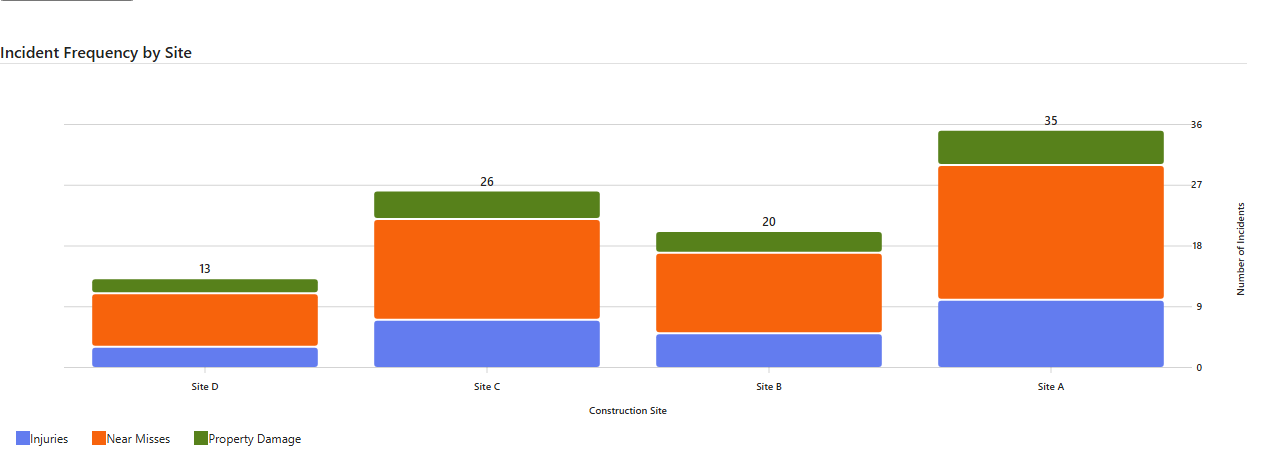 Incident Frequency by Site
35
36
26
27
20
18
13
9
0
Number of Incidents
Site D
Site C
Site B
Site A
Construction Site
Injuries
Near Misses
Property Damage